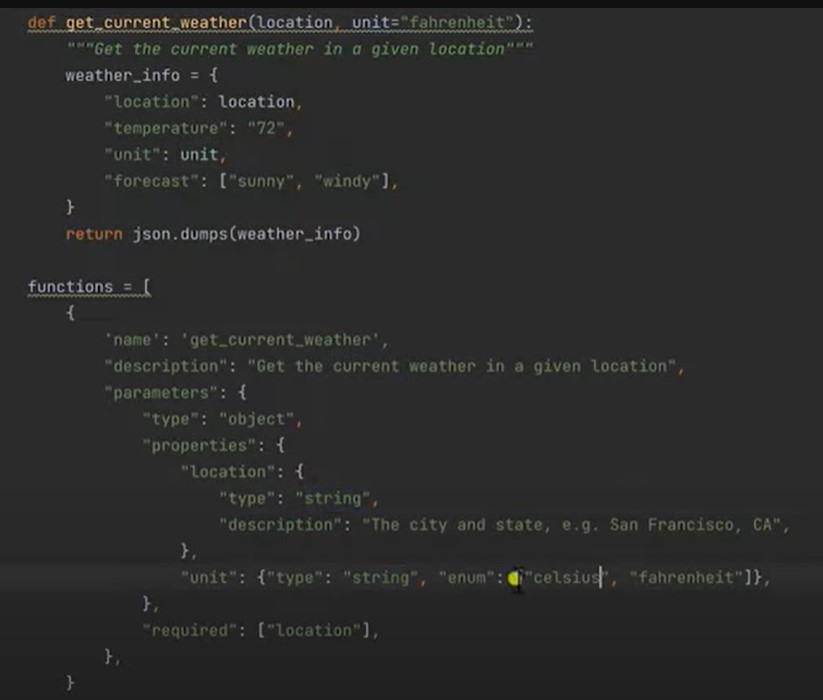 def get_current_weather(location, unit="fahrenheit"):
"""Get the current weather in a given location"""
weather_info = {
"location": location,
"temperature": "72",
"unit": unit,
"forecast": ["sunny", "windy"],
}
return json.dumps(weather_info)
functions = [
{
'name': 'get_current_weather',
"description": "Get the current weather in a given location",
"parameters": {
"type": "object",
"properties": {
"location": {
"type": "string",
"description": "The city and state, e.g. San Francisco, CA",
},
"unit": {"type": "string", "enum": ["celsius", "fahrenheit"]},
},
"required": ["location"],
},
}